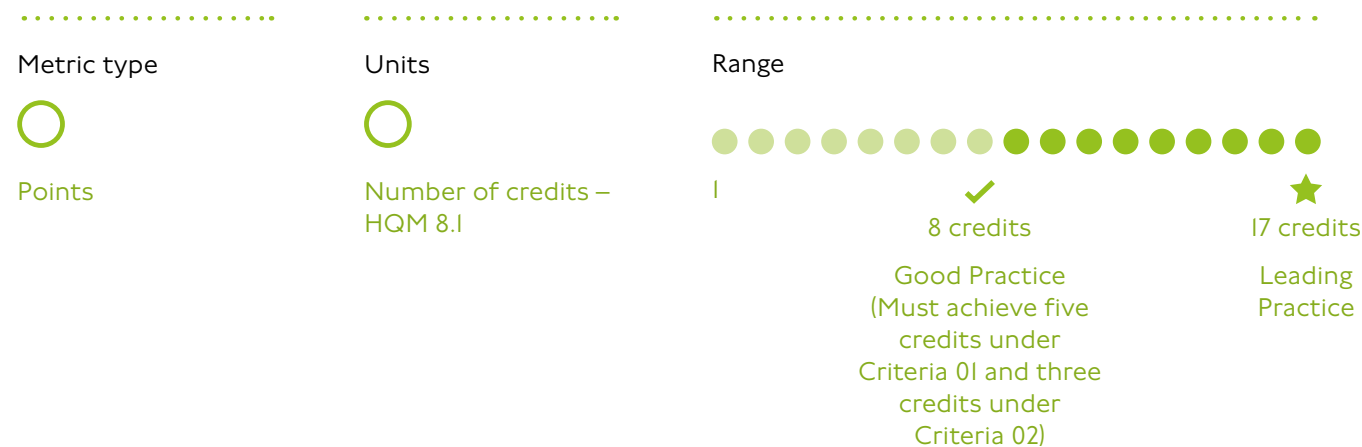 Metric type
Points
Units
Number of credits –
HQM 8.1
Range
1
8 credits
Good Practice
(Must achieve five
credits under
Criteria 01 and three
credits under
Criteria 02)
17 credits
Leading
Practice